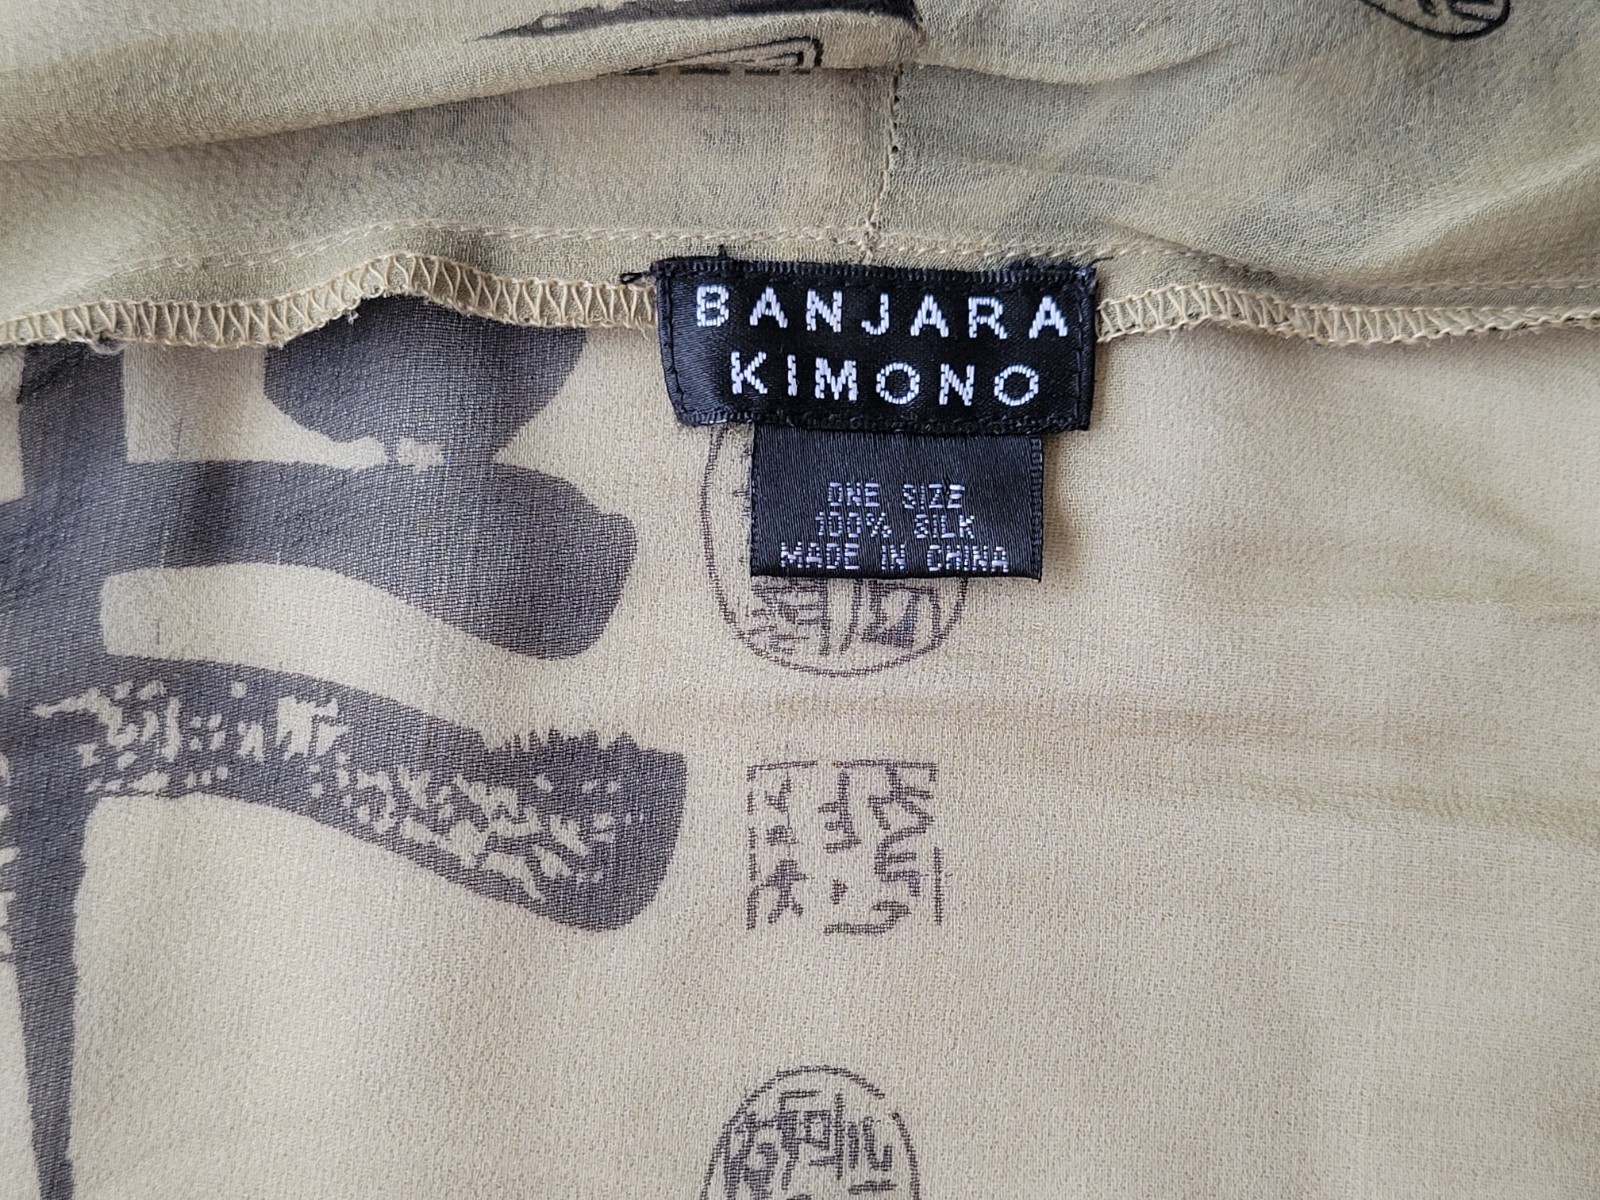 BANJARA
KIMONO
ONE SIZE
100% SILK
MADE IN CHINA